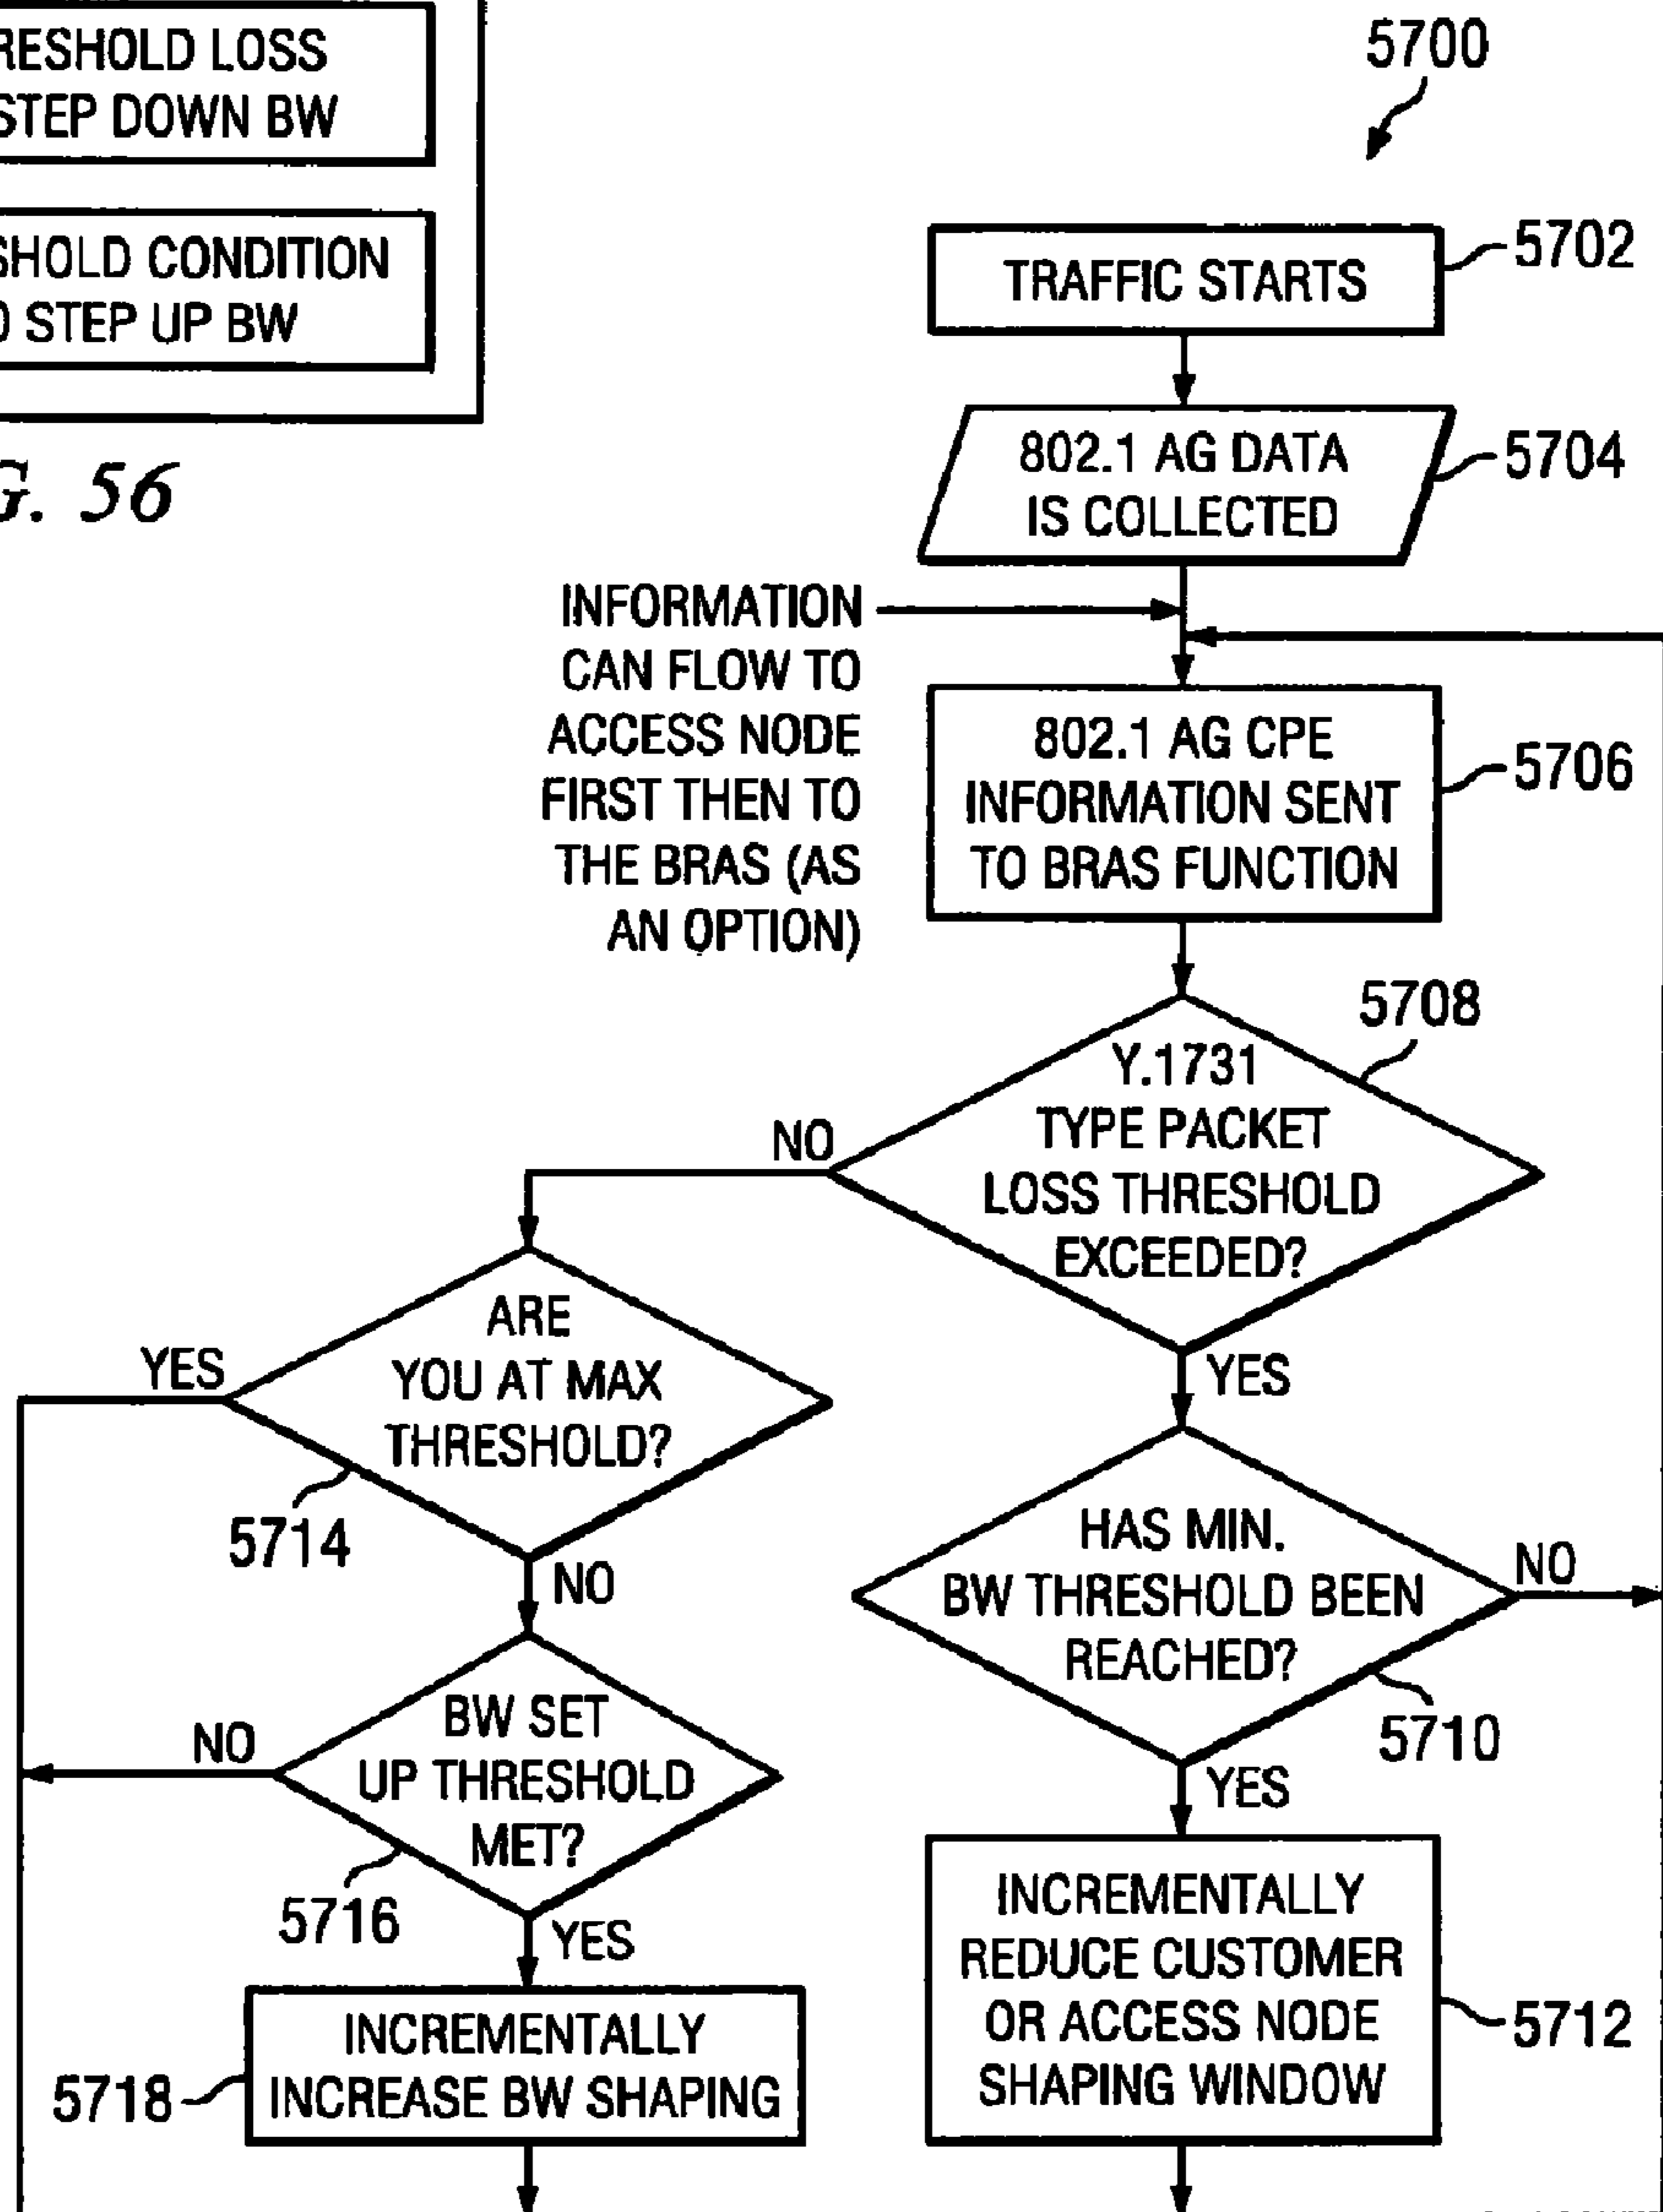 RESHOLD LOSS
STEP DOWN BW
SHOLD CONDITION
STEP UP BW
G. 56
5700
TRAFFIC STARTS
5702
802.1 AG DATA
IS COLLECTED
5704
INFORMATION
CAN FLOW TO
ACCESS NODE
FIRST THEN TO
THE BRAS (AS
AN OPTION)
802.1 AG CPE
INFORMATION SENT
TO BRAS FUNCTION
5706
5708
Y.1731
TYPE PACKET
LOSS THRESHOLD
EXCEEDED?
NO
YES
ARE
YOU AT MAX
THRESHOLD?
YES
5714
NO
HAS MIN.
BW THRESHOLD BEEN
REACHED?
NO
5710
YES
BW SET
UP THRESHOLD
MET?
NO
5716
YES
INCREMENTALLY
REDUCE CUSTOMER
OR ACCESS NODE
SHAPING WINDOW
5712
INCREMENTALLY
INCREASE BW SHAPING
5718